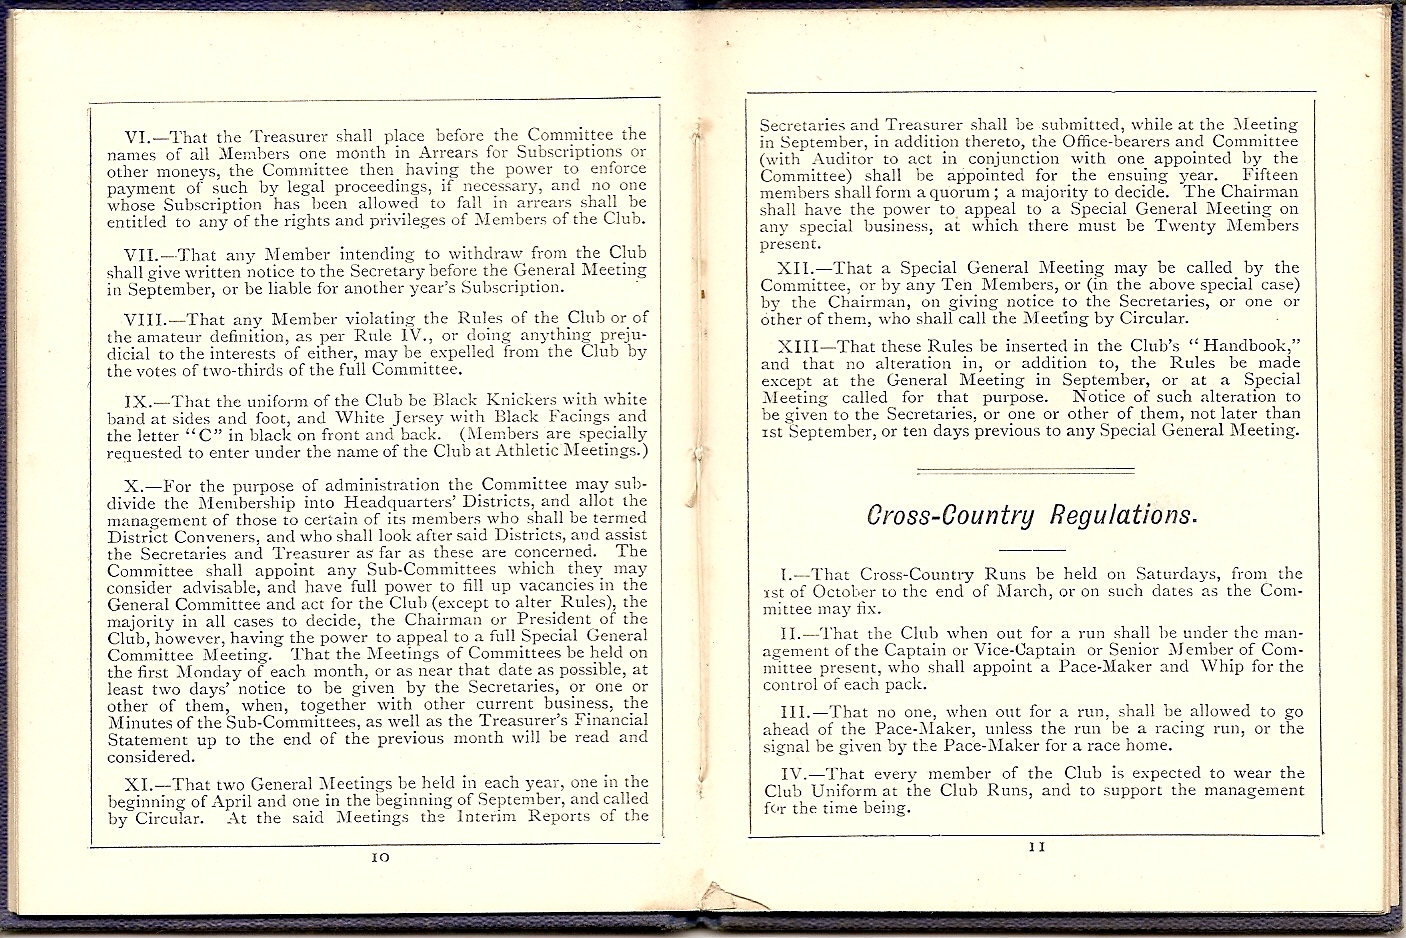 VI.—That the Treasurer shall place before the Committee the
names of all Members one month in Arrears for Subscriptions or
other moneys, the Committee then having the power to enforce
payment of such by legal proceedings, if necessary, and no one
whose Subscription has been allowed to fall in arrears shall be
entitled to any of the rights and privileges of Members of the Club.
VII.—That any Member intending to withdraw from the Club
shall give written notice to the Secretary before the General Meeting
in September, or be liable for another year's Subscription.
VIII.—That any Member violating the Rules of the Club or of
the amateur definition, as per Rule IV., or doing anything preju-
dicial to the interests of either, may be expelled from the Club by
the votes of two-thirds of the full Committee.
IX.—That the uniform of the Club be Black Knickers with white
band at sides and foot, and White Jersey with Black Facings and
the letter "C" in black on front and back. (Members are specially
requested to enter under the name of the Club at Athletic Meetings.)
X.—For the purpose of administration the Committee may sub-
divide the Membership into Headquarters' Districts, and allot the
management of those to certain of its members who shall be termed
District Conveners, and who shall look after said Districts, and assist
the Secretaries and Treasurer as far as these are concerned. The
Committee shall appoint any Sub-Committees which they may
consider advisable, and have full power to fill up vacancies in the
General Committee and act for the Club (except to alter Rules), the
majority in all cases to decide, the Chairman or President of the
Club, however, having the power to appeal to a full Special General
Committee Meeting. That the Meetings of Committees be held on
the first Monday of each month, or as near that date as possible, at
least two days' notice to be given by the Secretaries, or one or
other of them, when, together with other current business, the
Minutes of the Sub-Committees, as well as the Treasurer's Financial
Statement up to the end of the previous month will be read and
considered.
XI.—That two General Meetings be held in each year, one in the
beginning of April and one in the beginning of September, and called
by Circular. At the said Meetings the Interim Reports of the
10
Secretaries and Treasurer shall be submitted, while at the Meeting
in September, in addition thereto, the Office-bearers and Committee
(with Auditor to act in conjunction with one appointed by the
Committee) shall be appointed for the ensuing year. Fifteen
members shall form a quorum; a majority to decide. The Chairman
shall have the power to appeal to a Special General Meeting on
any special business, at which there must be Twenty Members
present.
XII.—That a Special General Meeting may be called by the
Committee, or by any Ten Members, or (in the above special case)
by the Chairman, on giving notice to the Secretaries, or one or
other of them, who shall call the Meeting by Circular.
XIII—That these Rules be inserted in the Club's "Handbook,"
and that no alteration in, or addition to, the Rules be made
except at the General Meeting in September, or at a Special
Meeting called for that purpose. Notice of such alteration to
be given to the Secretaries, or one or other of them, not later than
1st September, or ten days previous to any Special General Meeting.
Cross-Country Regulations.
I.—That Cross-Country Runs be held on Saturdays, from the
1st of October to the end of March, or on such dates as the Com-
mittee may fix.
II.—That the Club when out for a run shall be under the man-
agement of the Captain or Vice-Captain or Senior Member of Com-
mittee present, who shall appoint a Pace-Maker and Whip for the
control of each pack.
III.—That no one, when out for a run, shall be allowed to go
ahead of the Pace-Maker, unless the run be a racing run, or the
signal be given by the Pace-Maker for a race home.
IV.—That every member of the Club is expected to wear the
Club Uniform at the Club Runs, and to support the management
for the time being.
11